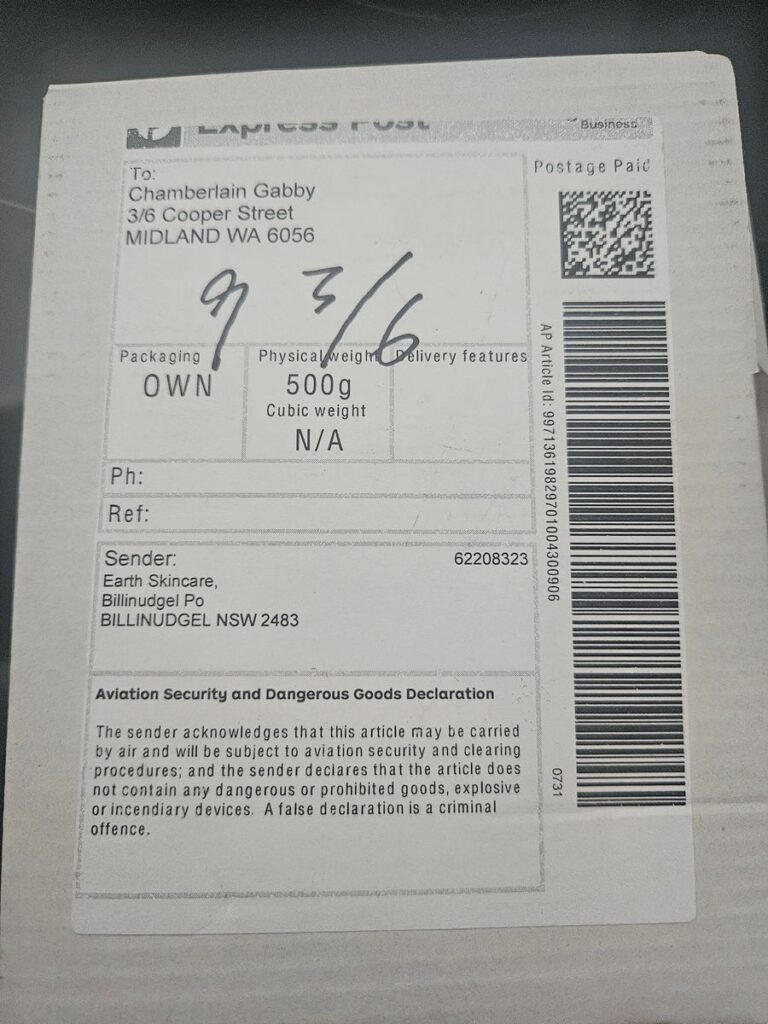 Express Post
Business
Postage Paid
To:
Chamberlain Gabby
3/6 Cooper Street
MIDLAND WA 6056
3/6
Packaging
OWN
Physical weight
500g
Cubic weight
N/A
Delivery features
AP Article Id: 99713619829701004300906
Ph:
Ref:
Sender:
62208323
Earth Skincare,
Billinudgel Po
BILLINUDGEL NSW 2483
Aviation Security and Dangerous Goods Declaration
The sender acknowledges that this article may be carried
by air and will be subject to aviation security and clearing
procedures; and the sender declares that the article does
not contain any dangerous or prohibited goods, explosive
or incendiary devices. A false declaration is a criminal
offence.
0731